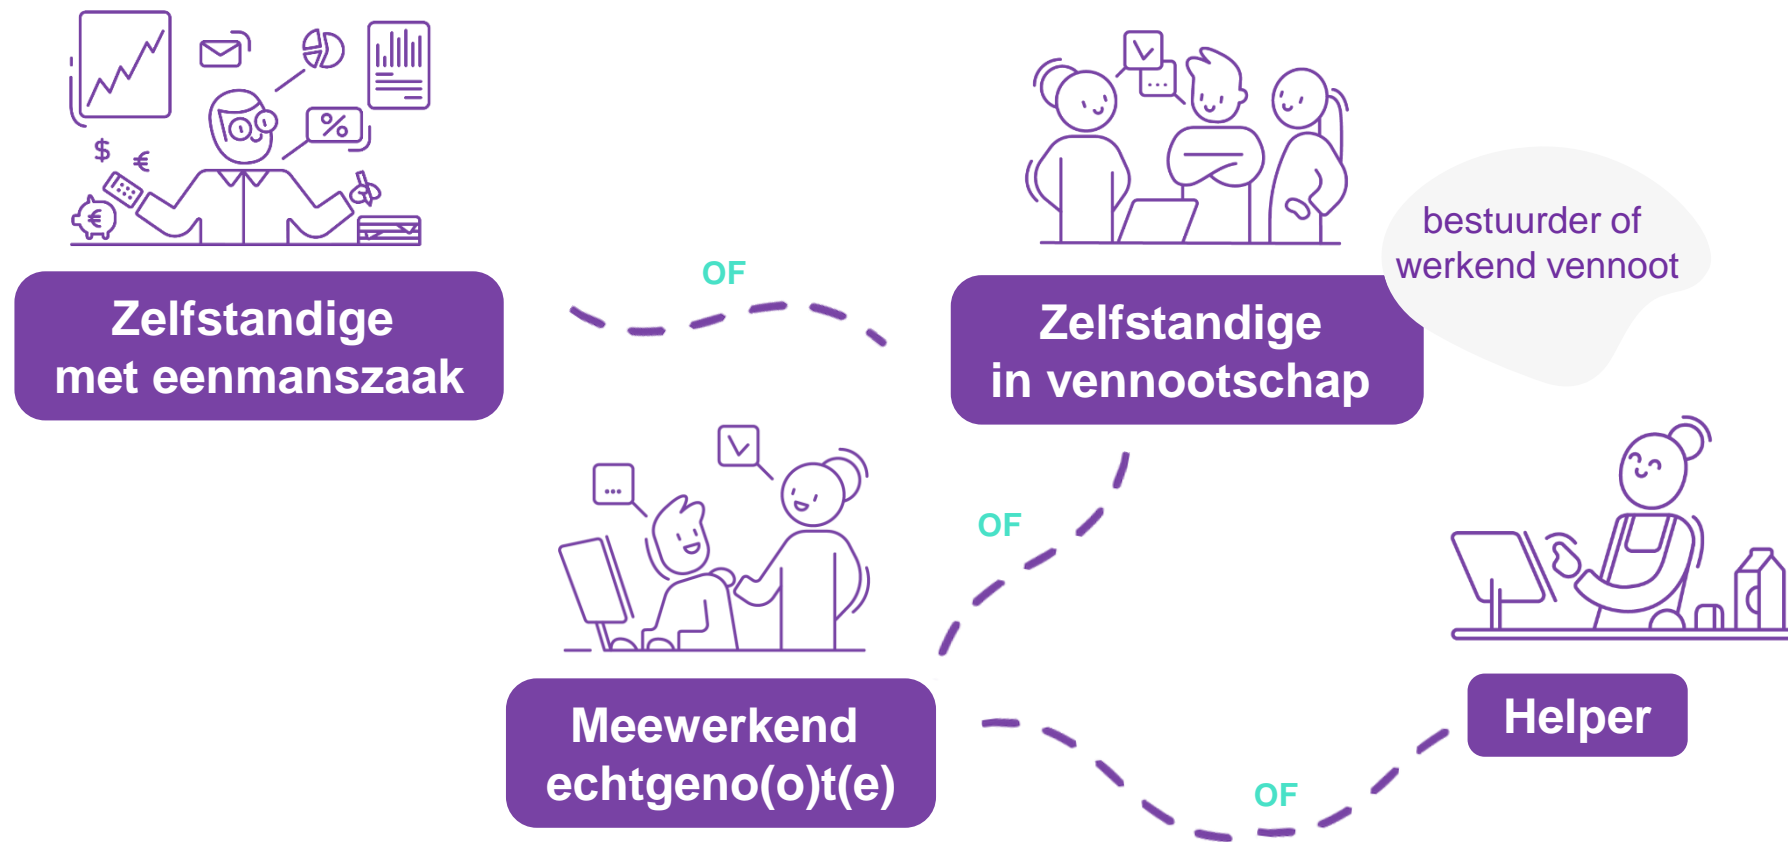 $
€
€
%
...
Zelfstandige
met eenmanszaak
OF
bestuurder of
werkend vennoot
Zelfstandige
in vennootschap
OF
...
Meewerkend
echtgeno(o)t(e)
OF
Helper